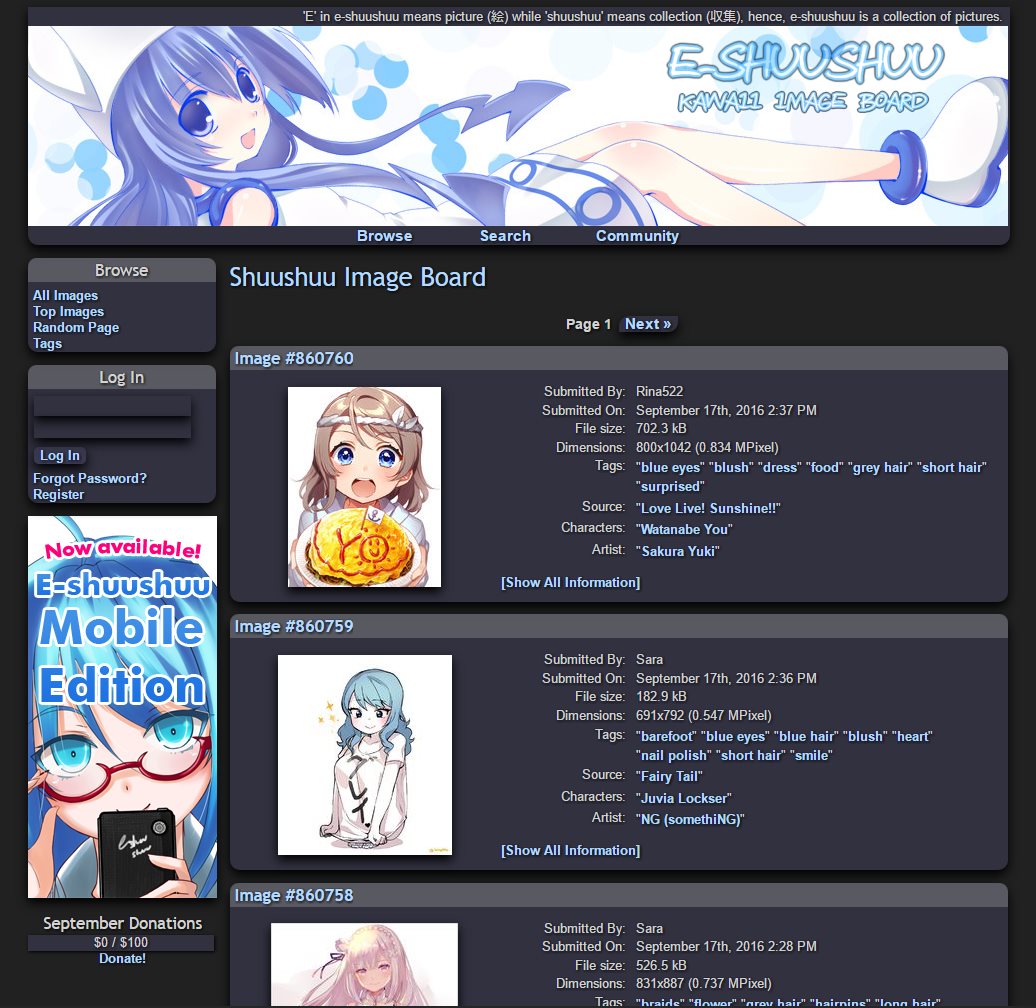 'E' in e-shuushuu means picture (絵) while 'shuushuu' means collection (収集), hence, e-shuushuu is a collection of pictures.
E-SHUUSHUU
KAWAII IMAGE BOARD
Browse Search Community
Browse
All Images
Top Images
Random Page
Tags
Log In
Log In
Forgot Password?
Register
Now available!
E-shuushuu
Mobile
Edition
September Donations
$0 / $100
Donate!
Shuushuu Image Board
Page 1 Next »
Image #860760
YO
Submitted By: Rina522
Submitted On: September 17th, 2016 2:37 PM
File size: 702.3 kB
Dimensions: 800x1042 (0.834 MPixel)
Tags: "blue eyes" "blush" "dress" "food" "grey hair" "short hair"
"surprised"
Source: "Love Live! Sunshine!!"
Characters: "Watanabe You"
Artist: "Sakura Yuki"
[Show All Information]
Image #860759
グレイ
Submitted By: Sara
Submitted On: September 17th, 2016 2:36 PM
File size: 182.9 kB
Dimensions: 691x792 (0.547 MPixel)
Tags: "barefoot" "blue eyes" "blue hair" "blush" "heart"
"nail polish" "short hair" "smile"
Source: "Fairy Tail"
Characters: "Juvia Lockser"
Artist: "NG (somethiNG)"
[Show All Information]
Image #860758
Submitted By: Sara
Submitted On: September 17th, 2016 2:28 PM
File size: 526.5 kB
Dimensions: 831x887 (0.737 MPixel)
Tags: "braids" "flower" "grey hair" "hairpins" "long hair"